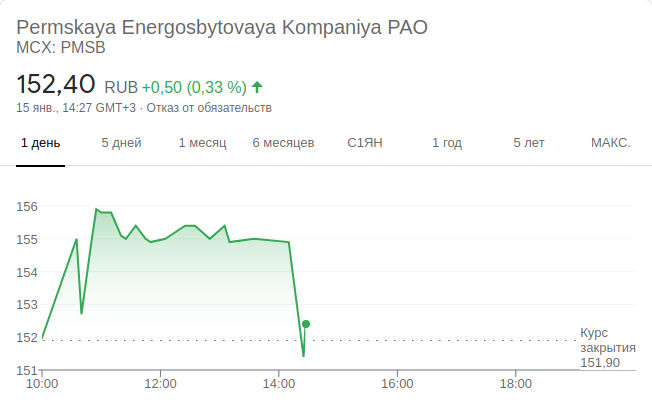 Permskaya Energosbytovaya Kompaniya PAO
MCX: PMSB
152,40 RUB +0,50 (0,33 %)
15 янв., 14:27 GMT+3 · Отказ от обязательств
1 день 5 дней 1 месяц 6 месяцев С1ЯН 1 год 5 лет МАКС.
156
155
154
153
152
151
Курс
закрытия
151,90
10:00 12:00 14:00 16:00 18:00